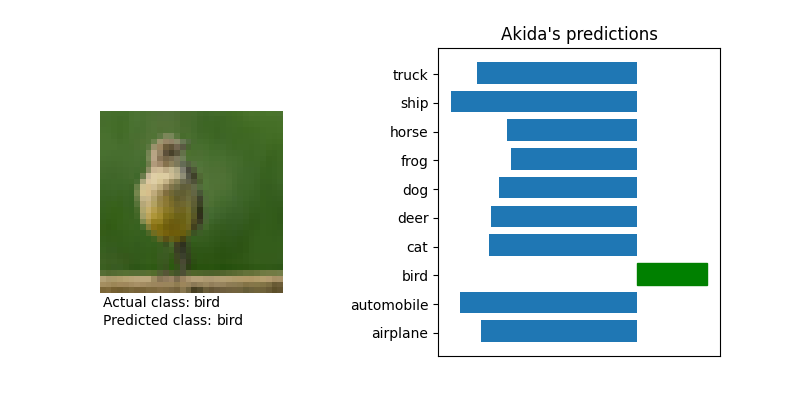 Akida's predictions
truck
ship
horse
frog
dog
deer
cat
bird
automobile
airplane
Actual class: bird
Predicted class: bird